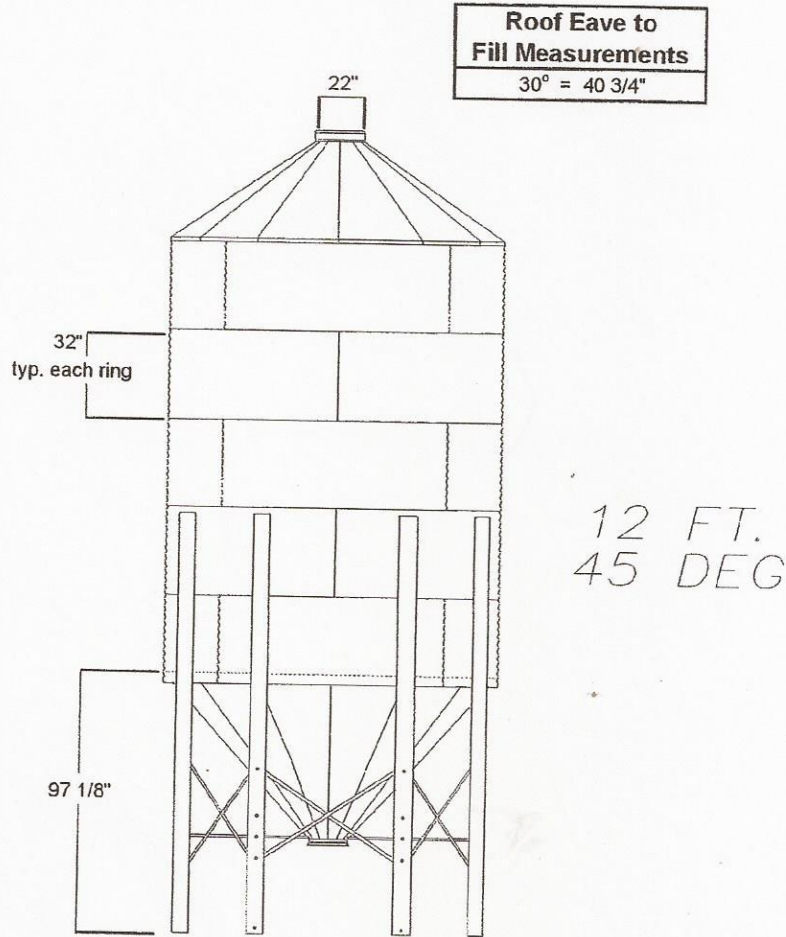 Roof Eave to
Fill Measurements
30° = 40 3/4"
22"
32"
typ. each ring
12 FT.
45 DEG
97 1/8"